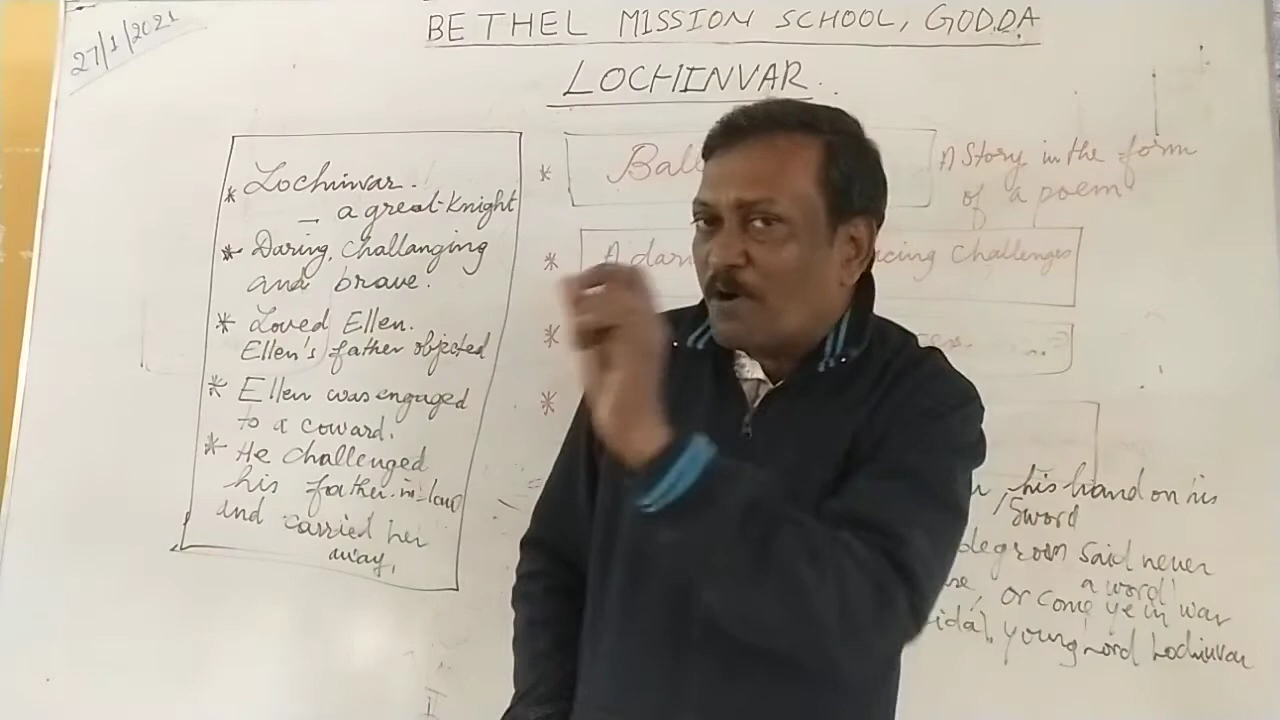 27/1/2021
BETHEL MISSION SCHOOL, GODDA
LOCHINVAR.
* Lochinvar.
— a great Knight
* Daring, Challanging
and brave.
* Loved Ellen.
Ellen's father objected
* Ellen was engaged
to a coward.
* He challenged
his father-in-law
and carried her
away.
*
A Story in the form
of a poem
*
A Challenges
*
*
his hand on his
Sword
said never
a word!
or come ye in war
young Lord Lochinvar
II